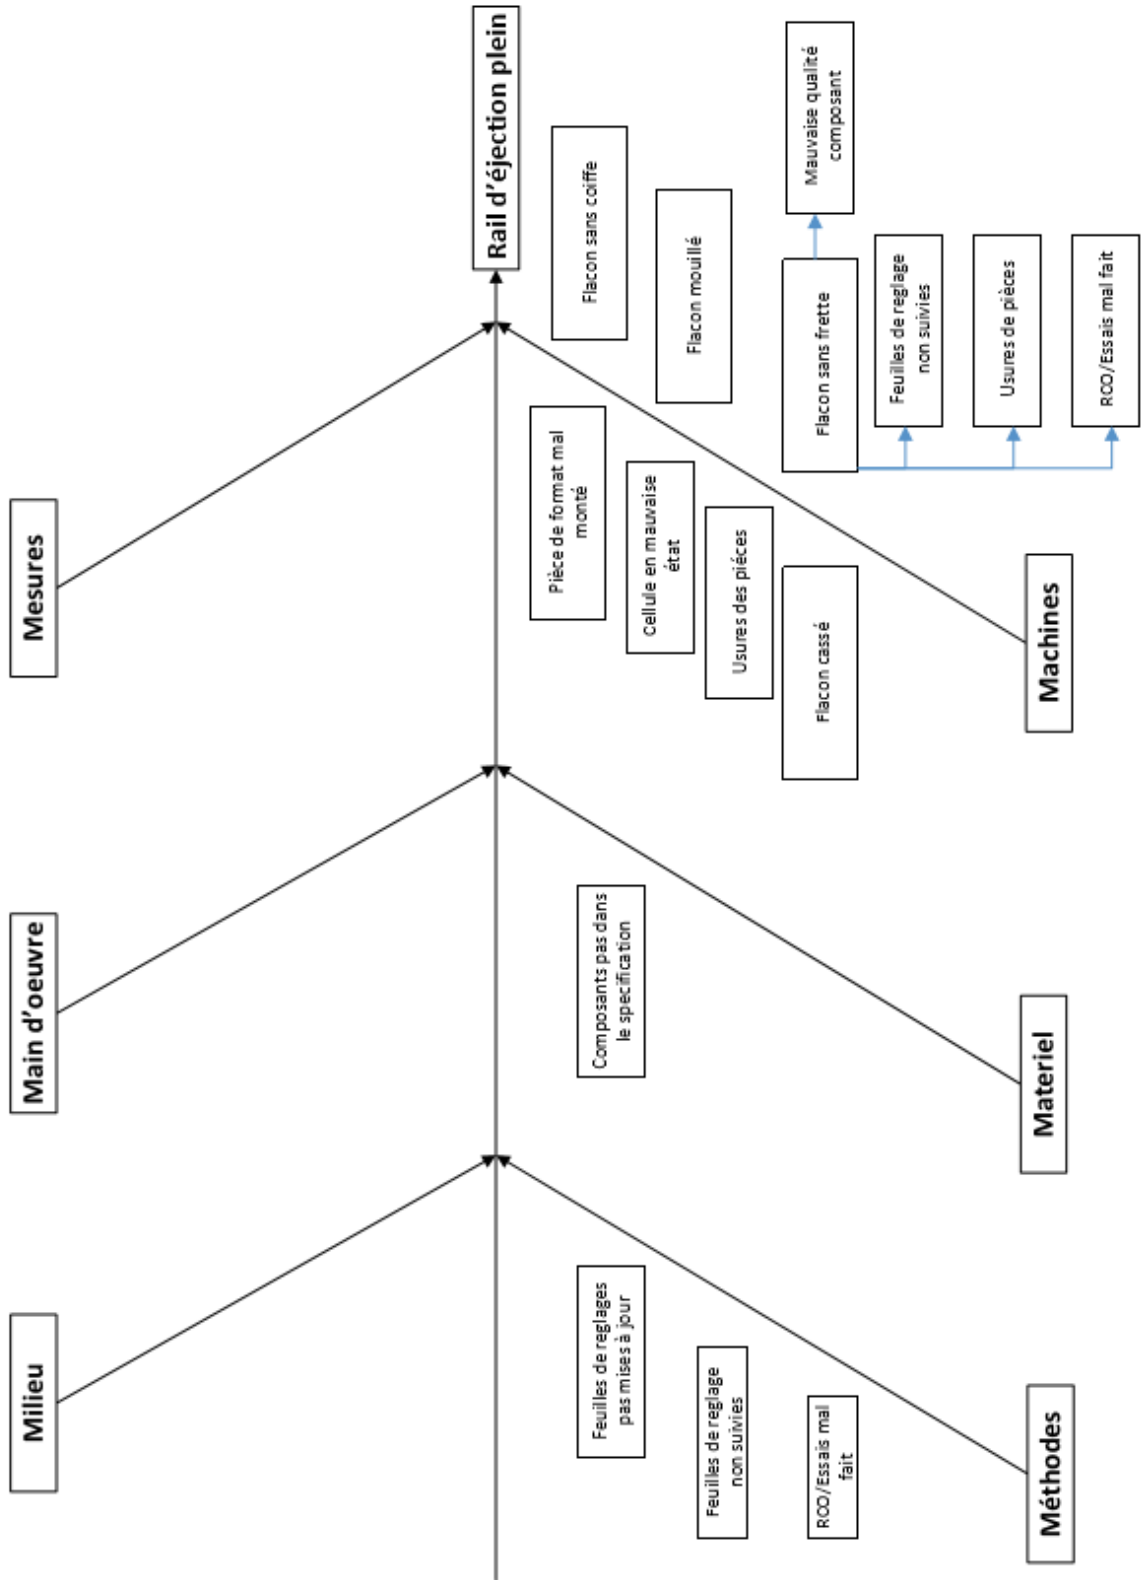 Milieu
Main d'oeuvre
Mesures
Rail d'éjection plein
Feuilles de reglages
pas mises à jour
Feuilles de reglage
non suivies
RCO/Essais mal
fait
Méthodes
Composants pas dans
le specification
Materiel
Pièce de format mal
monté
Cellule en mauvaise
état
Usures des piéces
Flacon cassé
Machines
Flacon sans coiffe
Flacon mouillé
Flacon sans frette
Mauvaise qualité
composant
Feuilles de reglage
non suivies
Usures de pièces
RCO/Essais mal fait